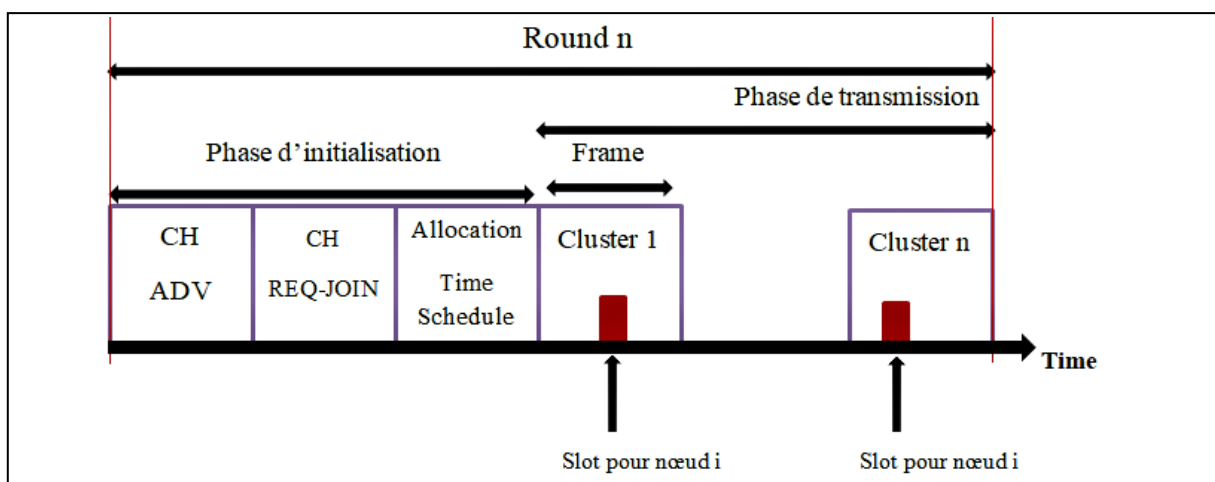 Round n
Phase de transmission
Phase d'initialisation
Frame
CH
ADV
CH
REQ-JOIN
Allocation
Time
Schedule
Cluster 1
Cluster n
Time
Slot pour nœud i
Slot pour nœud i